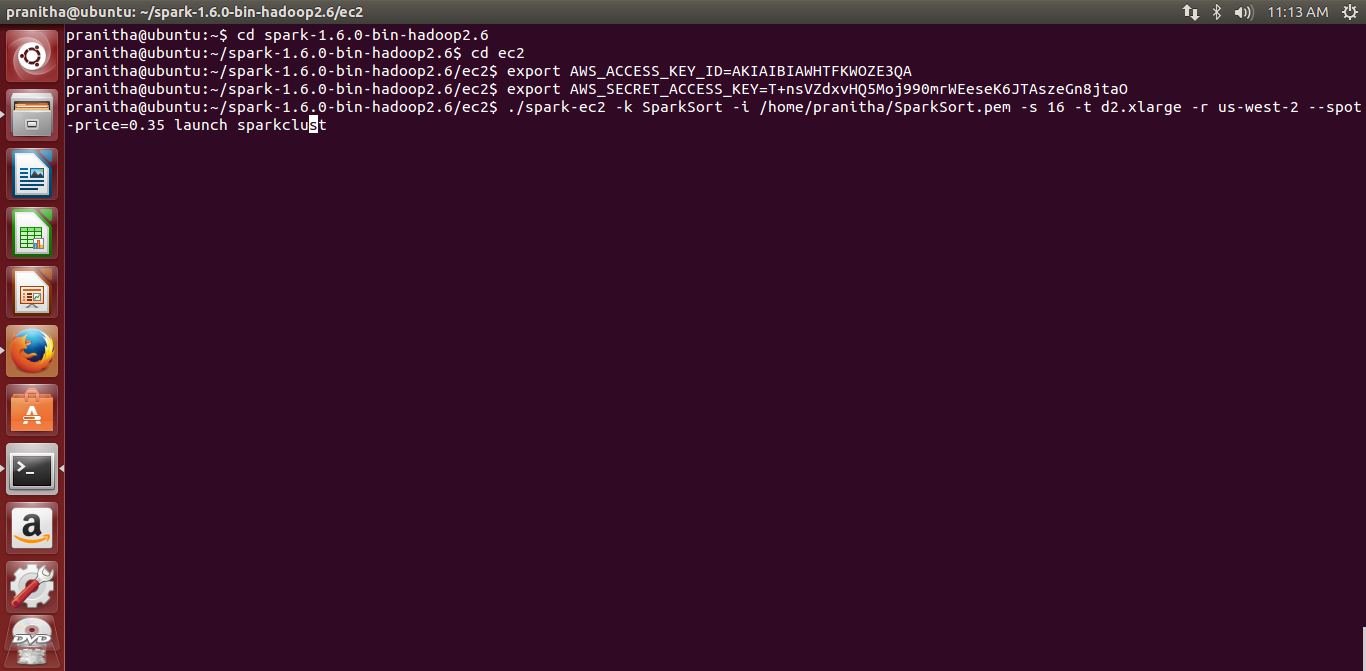 pranitha@ubuntu: ~/spark-1.6.0-bin-hadoop2.6/ec2
11:13 AM
pranitha@ubuntu:~$ cd spark-1.6.0-bin-hadoop2.6
pranitha@ubuntu:~/spark-1.6.0-bin-hadoop2.6$ cd ec2
pranitha@ubuntu:~/spark-1.6.0-bin-hadoop2.6/ec2$ export AWS_ACCESS_KEY_ID=AKIAIBIAWHTFKWOZE3QA
pranitha@ubuntu:~/spark-1.6.0-bin-hadoop2.6/ec2$ export AWS_SECRET_ACCESS_KEY=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
pranitha@ubuntu:~/spark-1.6.0-bin-hadoop2.6/ec2$ ./spark-ec2 -k SparkSort -i /home/pranitha/SparkSort.pem -s 16 -t d2.xlarge -r us-west-2 --spot
-price=0.35 launch sparkclust
DVD